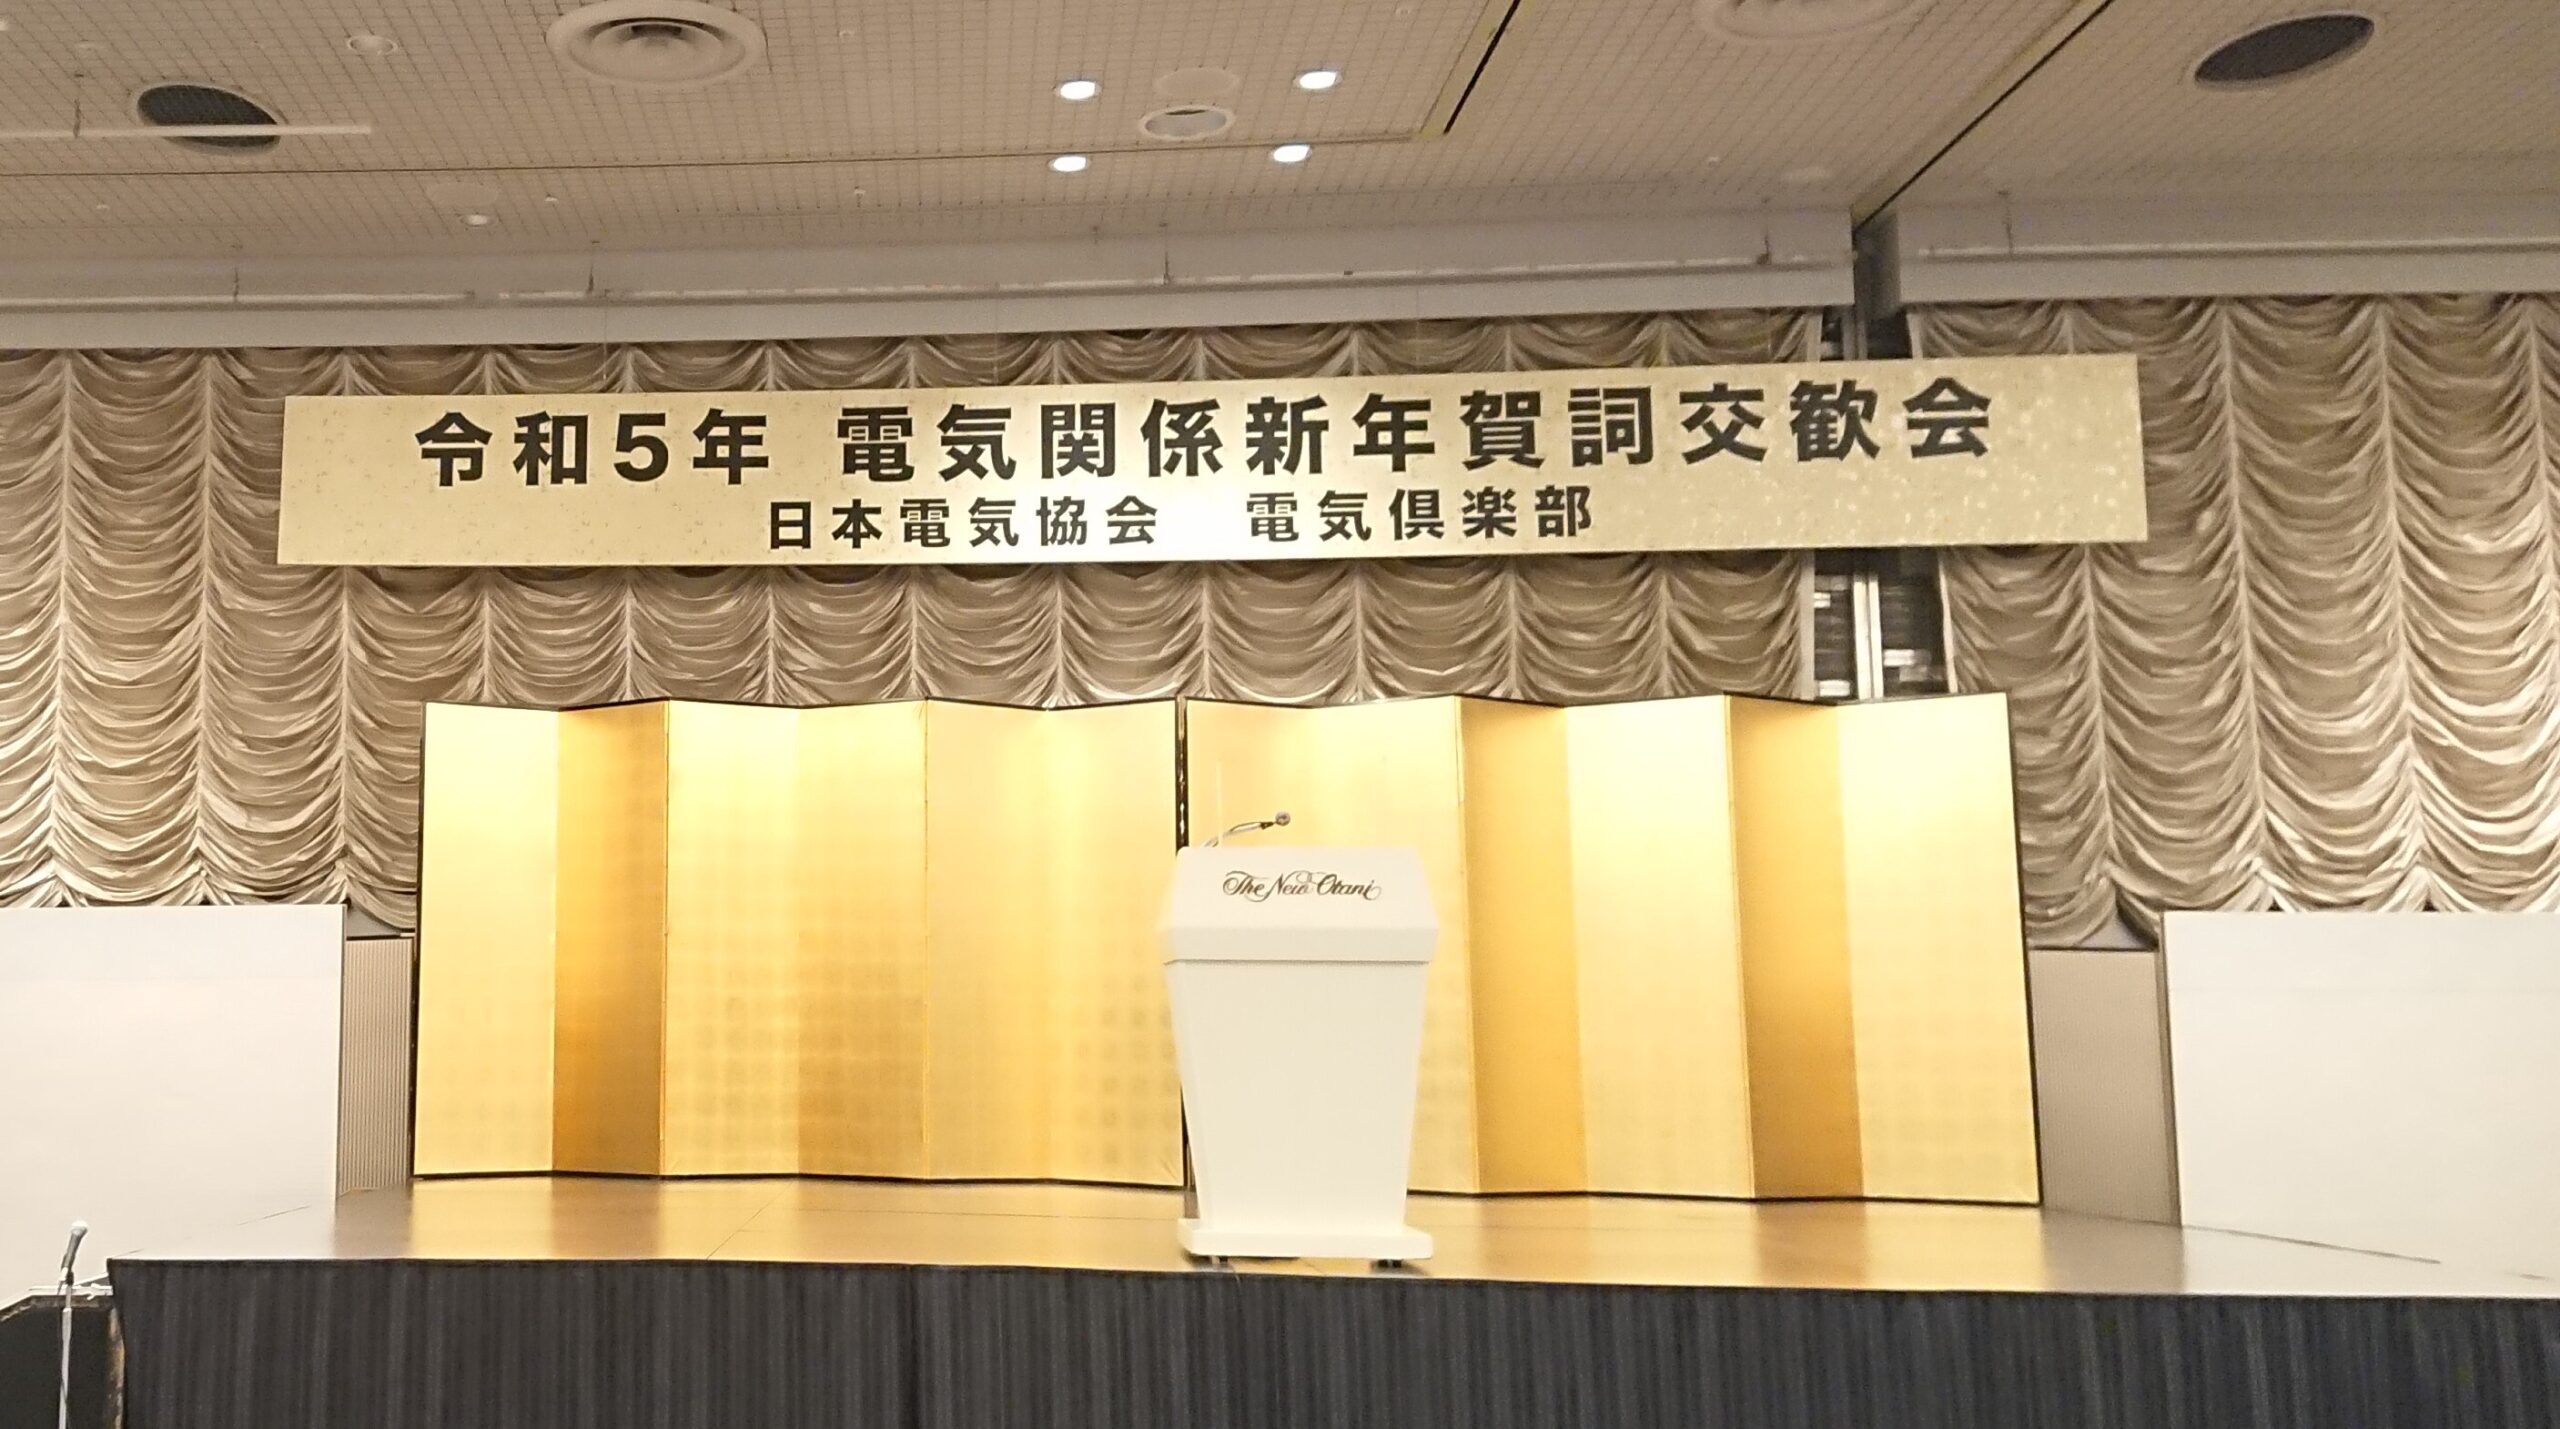 令和5年 電気関係新年賀詞交歓会
日本電気協会　電気倶楽部
The New Otani